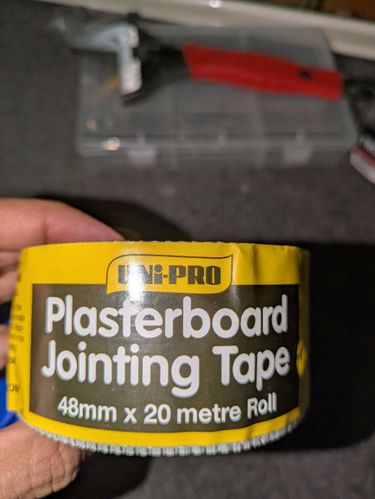 UNi-PRO
Plasterboard
Jointing Tape
48mm x 20 metre Roll